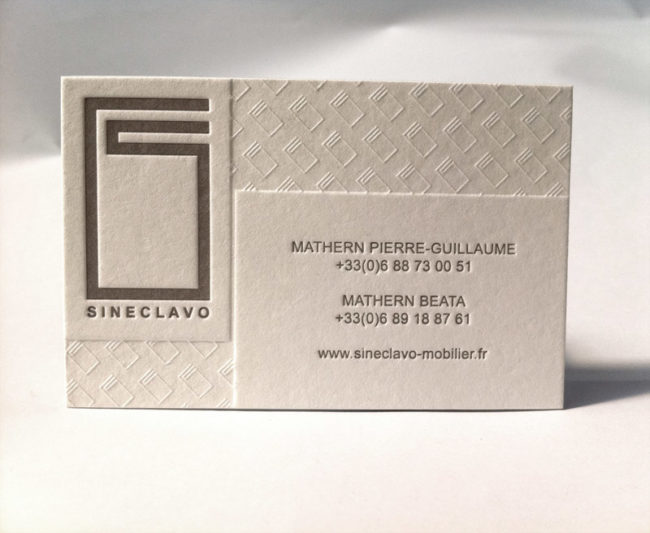 SINECLAVO
MATHERN PIERRE-GUILLAUME
+33(0)6 88 73 00 51
MATHERN BEATA
+33(0)6 89 18 87 61
www.sineclavo-mobilier.fr